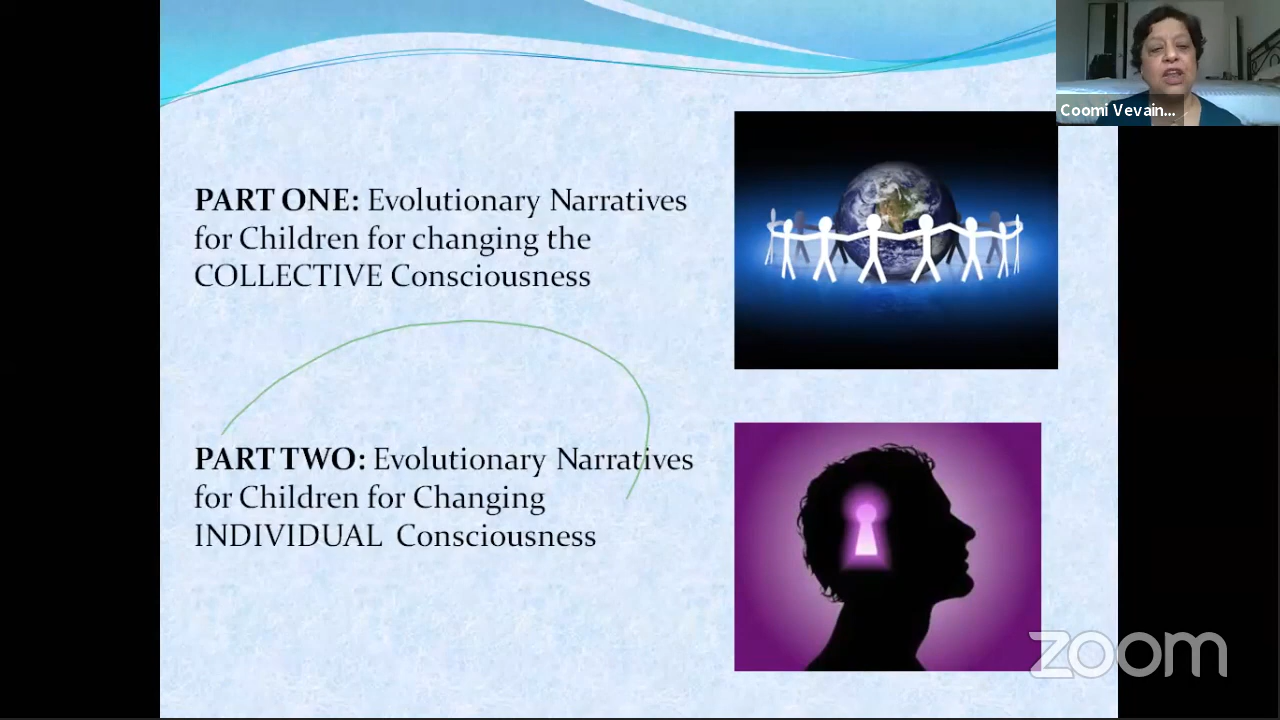 Coomi Vevain...
PART ONE: Evolutionary Narratives
for Children for changing the
COLLECTIVE Consciousness
PART TWO: Evolutionary Narratives
for Children for Changing
INDIVIDUAL Consciousness
zoom